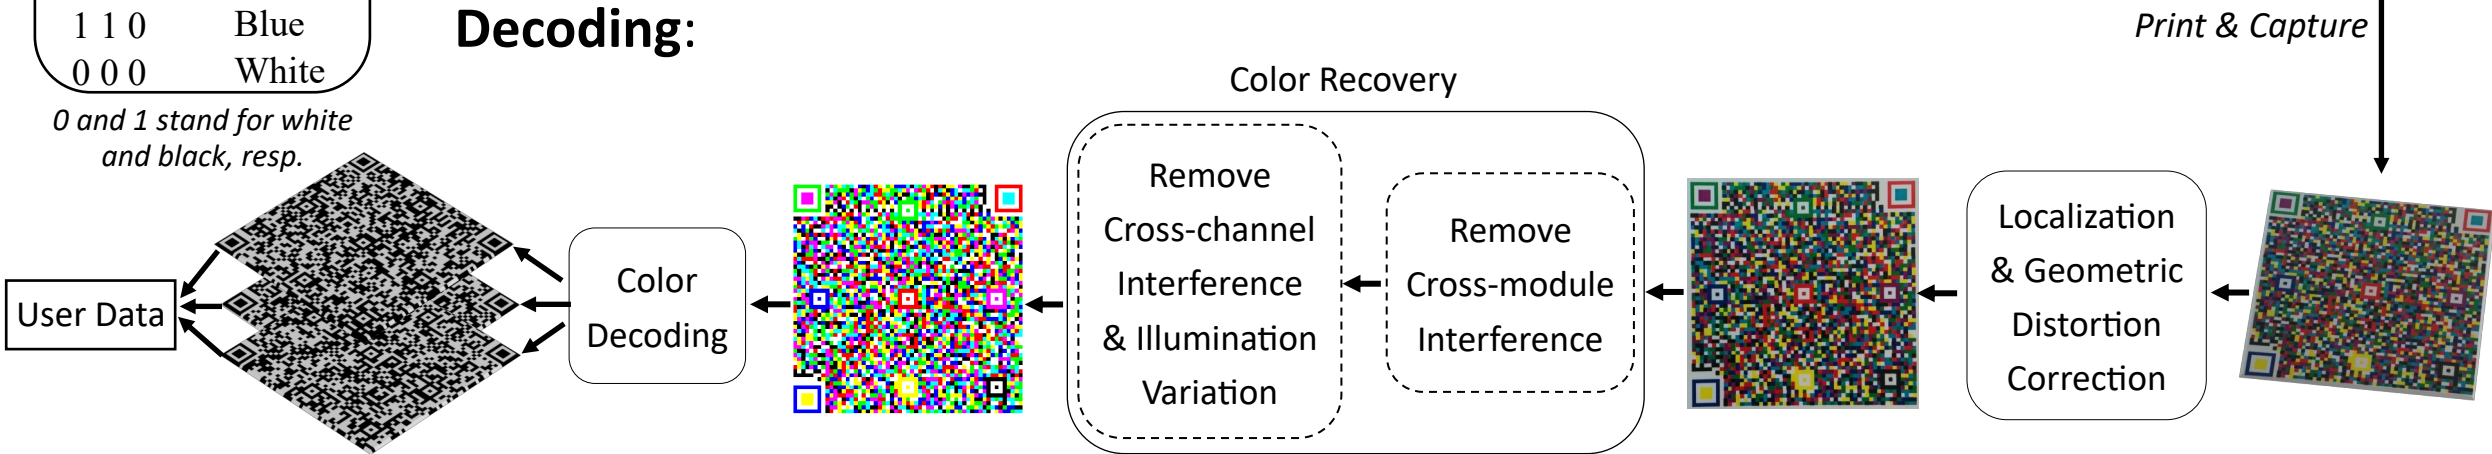 1 1 0 Blue
0 0 0 White
0 and 1 stand for white
and black, resp.
Decoding:
Print & Capture
Color Recovery
Remove
Cross-channel
Interference
& Illumination
Variation
Remove
Cross-module
Interference
Localization
& Geometric
Distortion
Correction
Color
Decoding
User Data